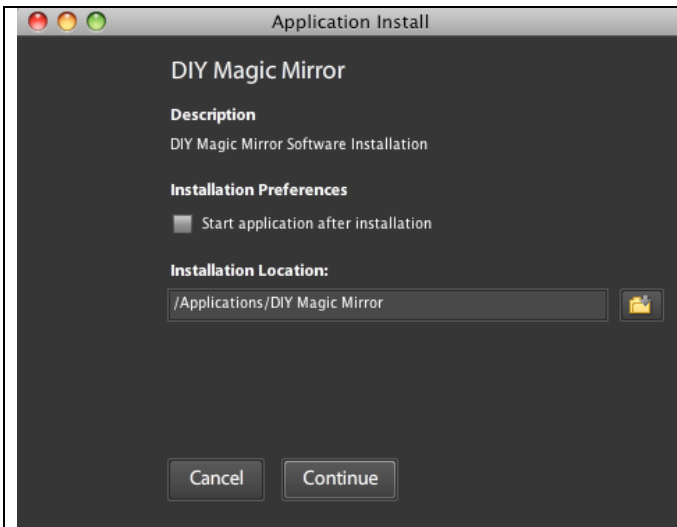 Application Install
DIY Magic Mirror
Description
DIY Magic Mirror Software Installation
Installation Preferences
Start application after installation
Installation Location:
/Applications/DIY Magic Mirror
Cancel
Continue